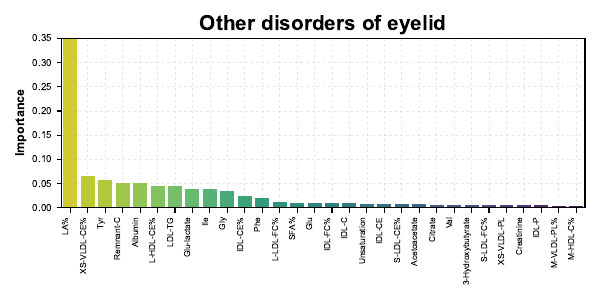 Other disorders of eyelid
Importance
0.35
0.30
0.25
0.20
0.15
0.10
0.05
0.00
LA%
XS-VLDL-CE%
Tyr
Remnant-C
Albumin
L-HDL-CE%
LDL-TG
Glu-lactate
Ile
Gly
IDL-CE%
Phe
L-LDL-FC%
SFA%
Glu
IDL-FC%
IDL-C
Unsaturation
IDL-CE
S-LDL-CE%
Acetoacetate
Citrate
Val
3-Hydroxybutyrate
S-LDL-FC%
XS-VLDL-PL
Creatinine
IDL-P
M-VLDL-PL%
M-HDL-C%